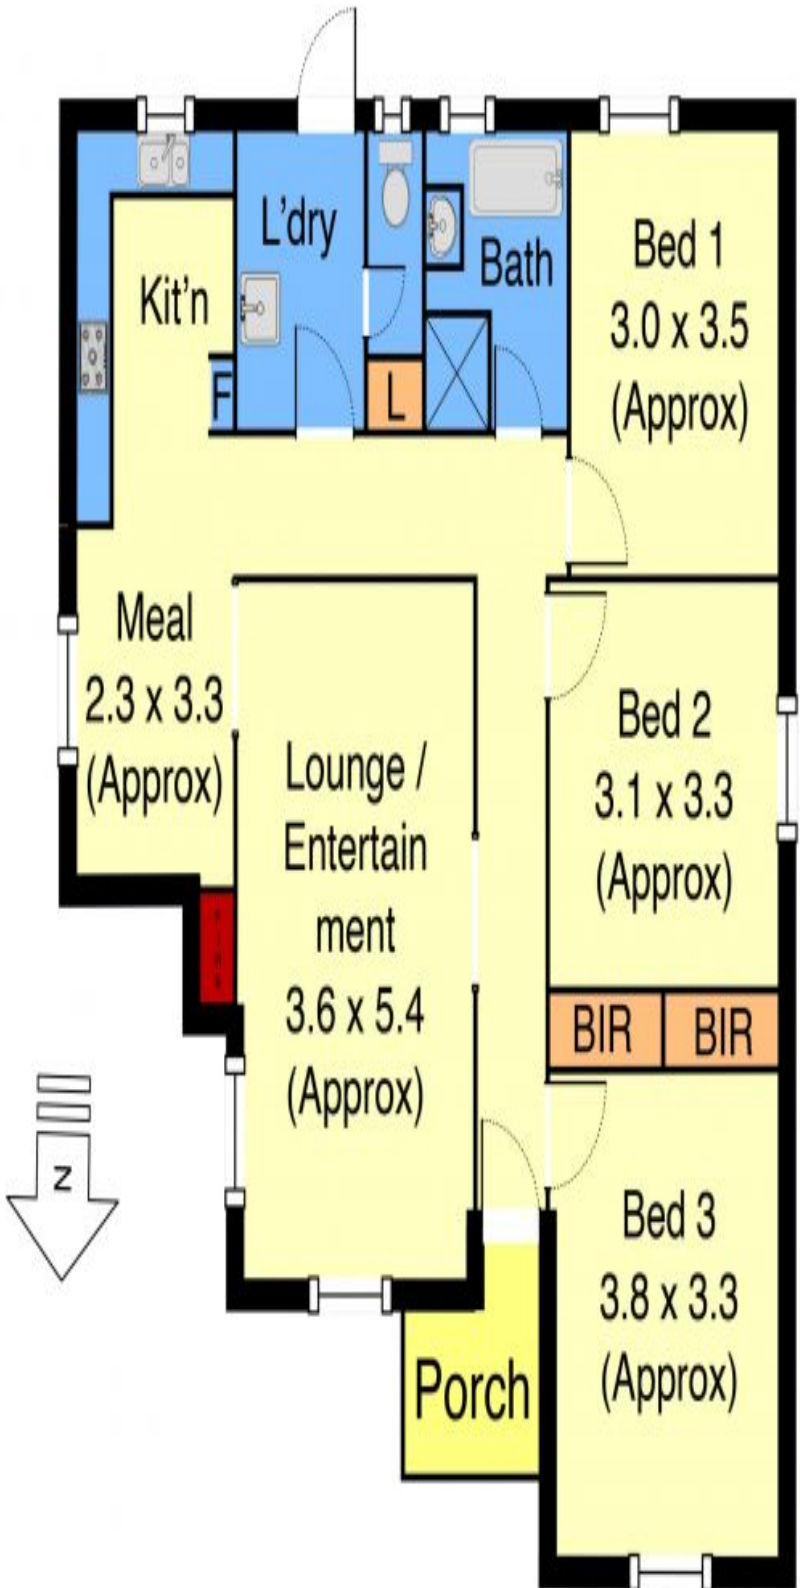 L'dry
Kit'n
F
L
Bath
Bed 1
3.0 x 3.5
(Approx)
Meal
2.3 x 3.3
(Approx)
Lounge /
Entertain
ment
3.6 x 5.4
(Approx)
Bed 2
3.1 x 3.3
(Approx)
BIR
BIR
N
Bed 3
3.8 x 3.3
(Approx)
Porch